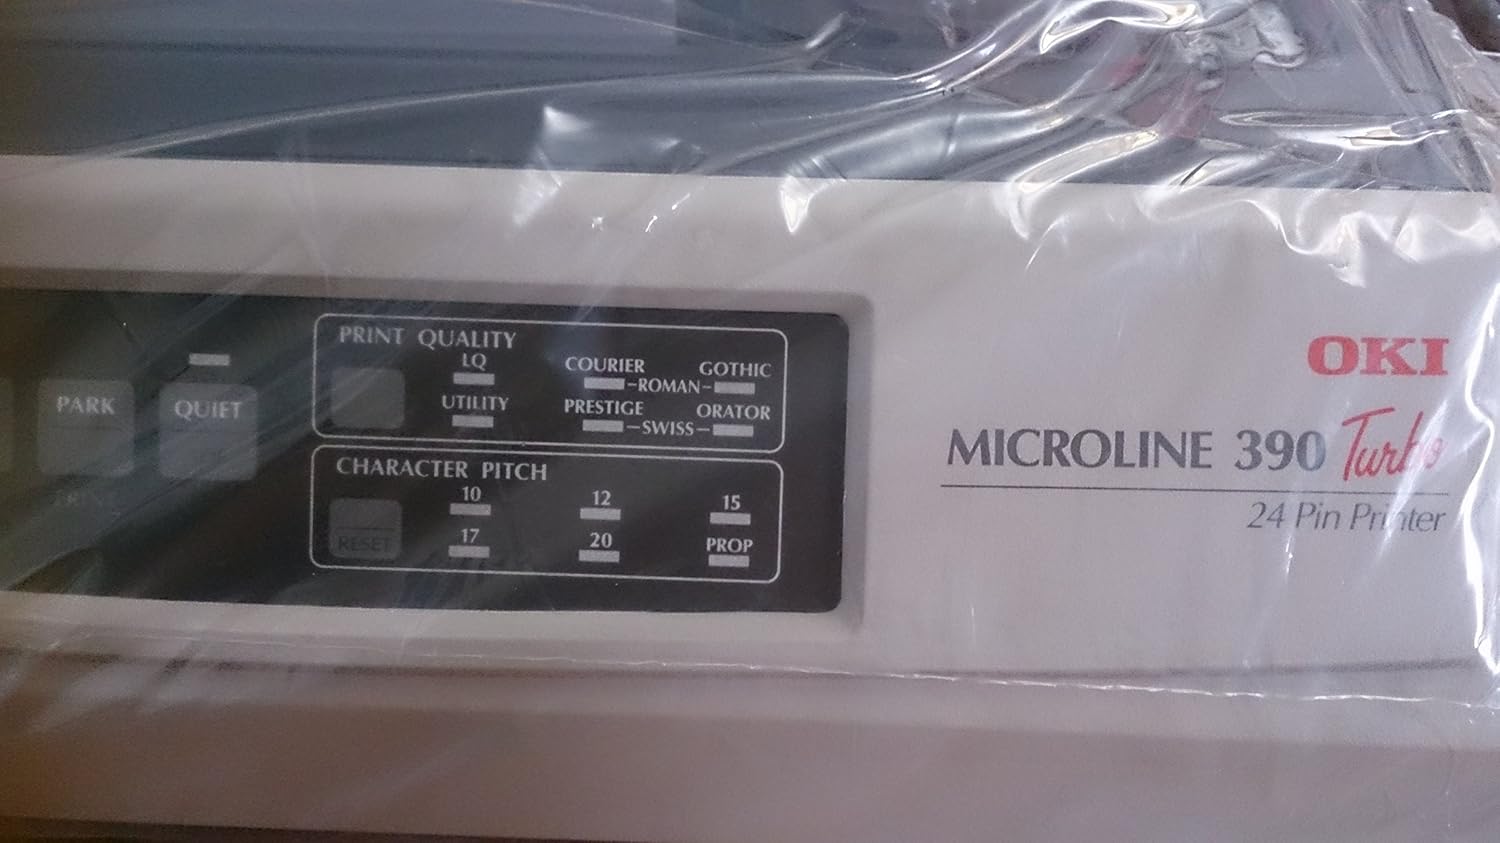 PARK
QUIET
PRINT QUALITY
LQ
UTILITY
COURIER
GOTHIC
-ROMAN-
PRESTIGE
ORATOR
-SWISS-
CHARACTER PITCH
10
12
15
RESET
17
20
PROP
OKI
MICROLINE 390 Turbo
24 Pin Printer